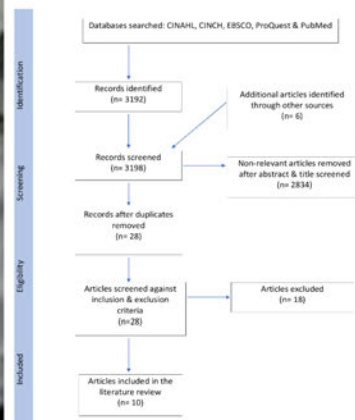 Databases searched: CINAHL, CINCH, EBSCO, ProQuest & PubMed
Identification
Records identified
(n= 3192)
Additional articles identified
through other sources
(n= 6)
Screening
Records screened
(n= 3198)
Non-relevant articles removed
after abstract & title screened
(n= 2834)
Records after duplicates
removed
(n= 28)
Eligibility
Articles screened against
inclusion & exclusion
criteria
(n=28)
Articles excluded
(n= 18)
Included
Articles included in the
literature review
(n= 10)